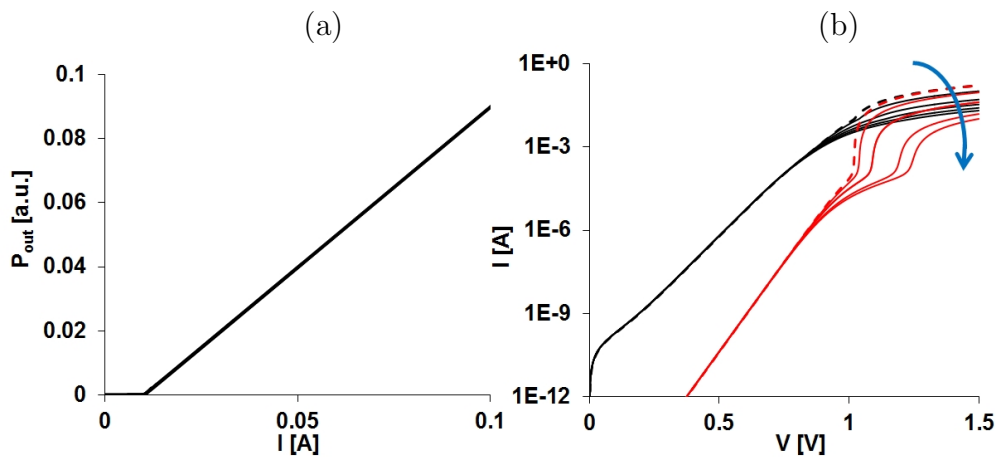 (a)
0.1
0.08
0.06
0.04
0.02
0
P_out [a.u.]
0
0.05
0.1
I [A]
(b)
1E+0
1E-3
1E-6
1E-9
1E-12
I [A]
0
0.5
1
1.5
V [V]